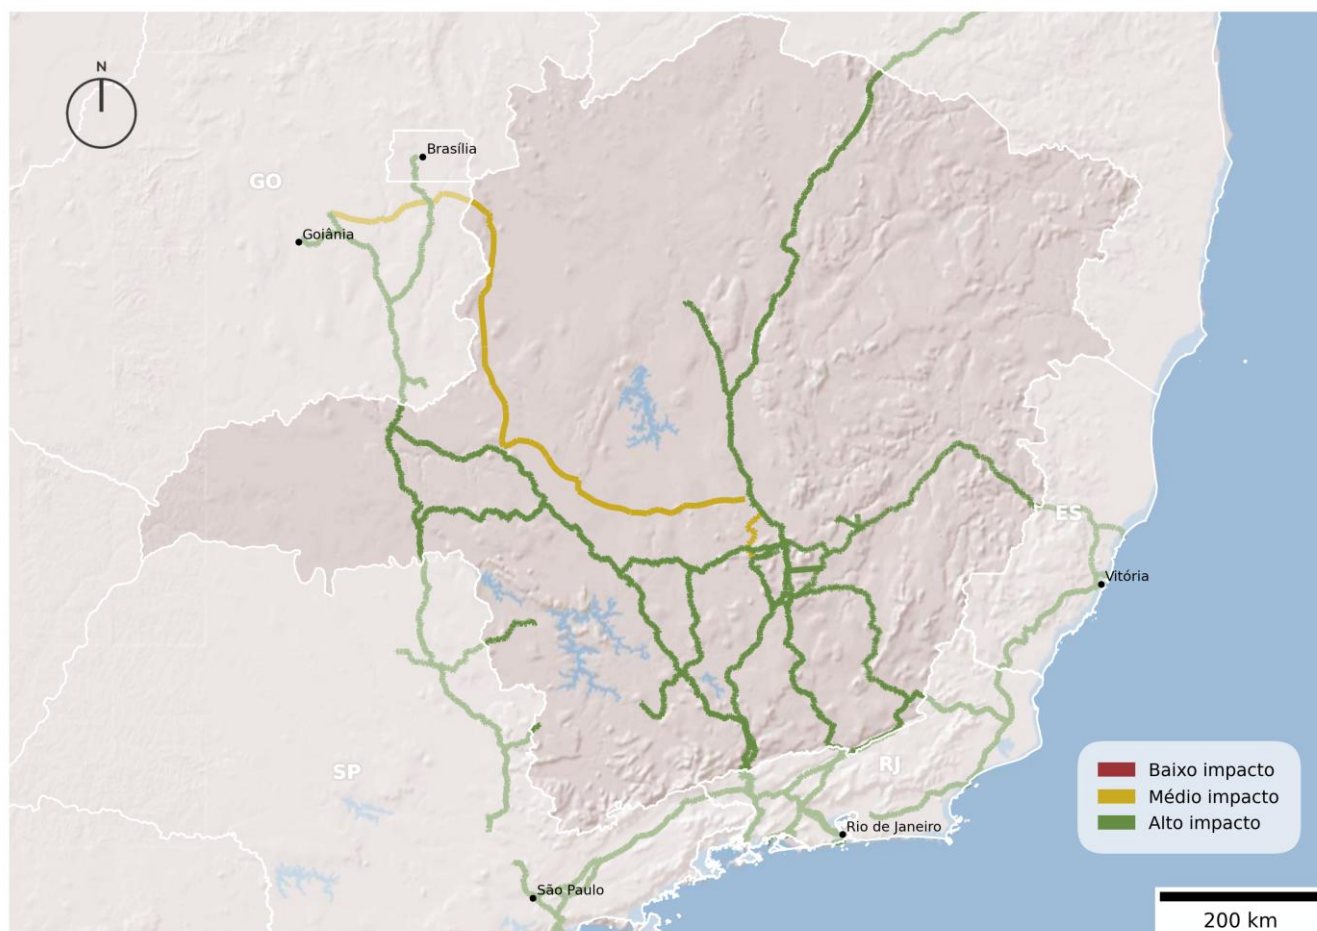 N
Brasília
GO
Goiânia
ES
Vitória
SP
RJ
Rio de Janeiro
São Paulo
Baixo impacto
Médio impacto
Alto impacto
200 km